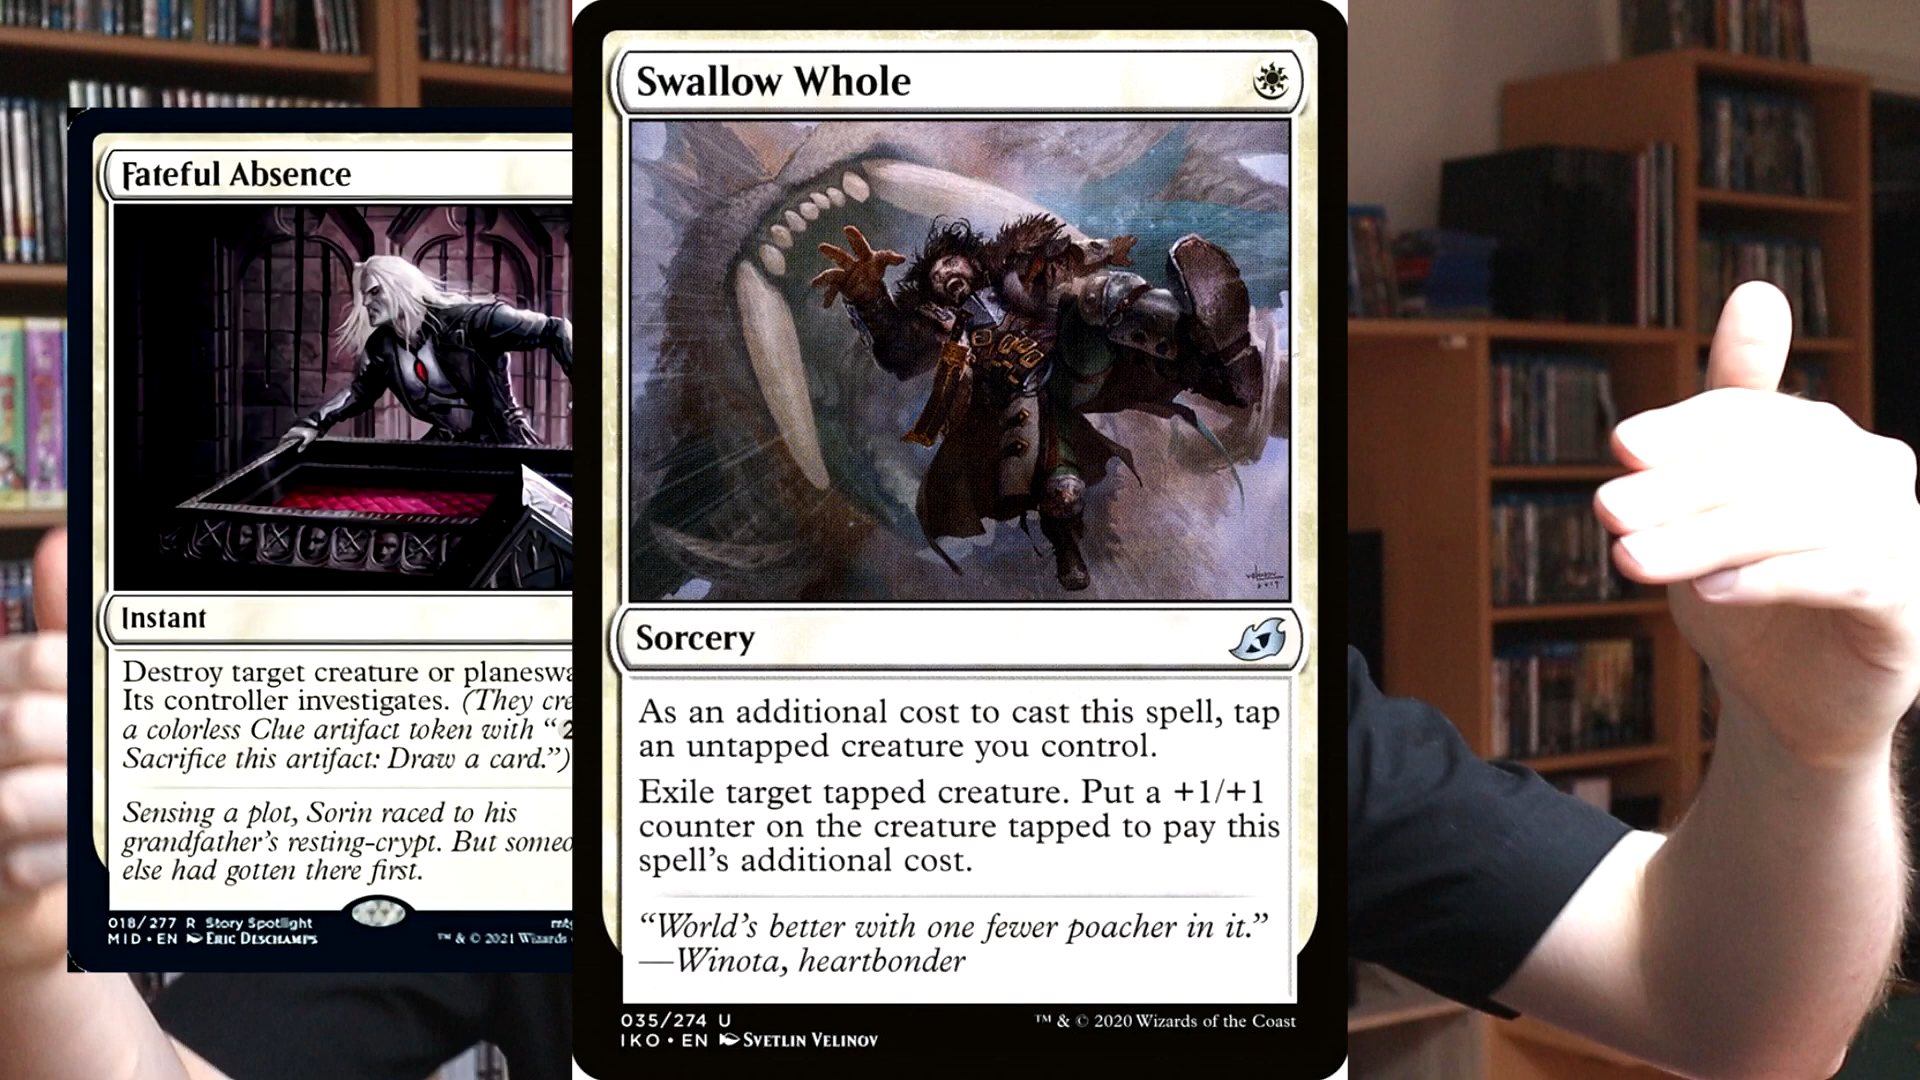 Fateful Absence
Instant
Destroy target creature or
Its controller investigates. (They
a colorless Clue artifact token with “
Sacrifice this artifact: Draw a card.”)
Sensing a plot, Sorin raced to his
grandfather’s resting-crypt. But
else had gotten there first.
018/277 R Story Spotlight
MID • EN ERIC DESCHAMPS
™ & © 2021 Wizards
Swallow Whole
Sorcery
As an additional cost to cast this spell, tap
an untapped creature you control.
Exile target tapped creature. Put a +1/+1
counter on the creature tapped to pay this
spell’s additional cost.
“World’s better with one fewer poacher in it.”
—Winota, heartbonder
035/274 U
IKO • EN SVETLIN VELINOV
™ & © 2020 Wizards of the Coast